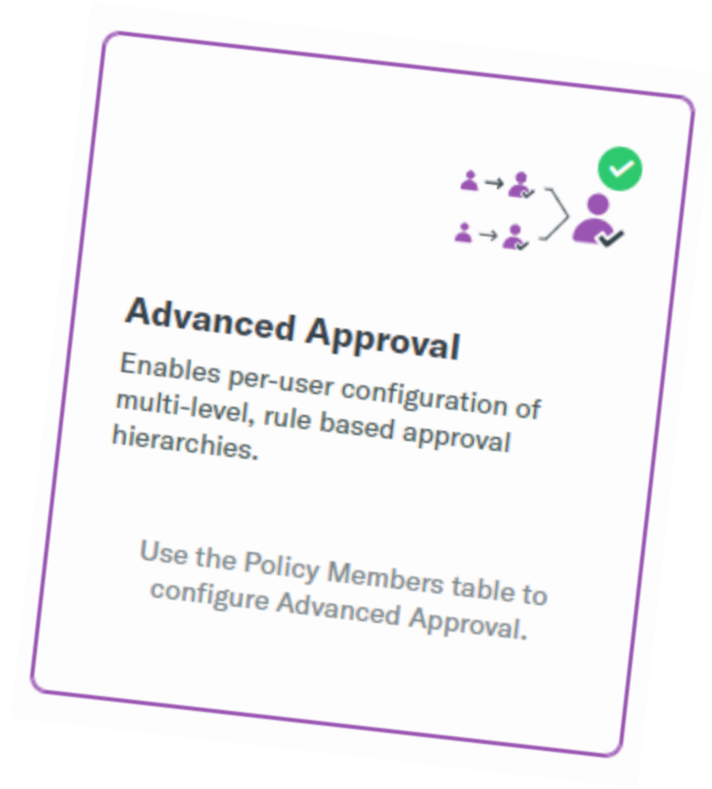 Advanced Approval
Enables per-user configuration of
multi-level, rule based approval
hierarchies.
Use the Policy Members table to
configure Advanced Approval.